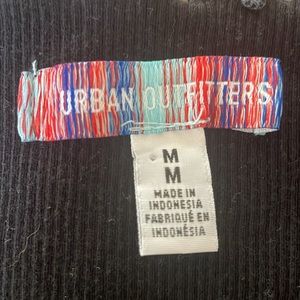 URBAN OUTFITTERS
M
M
MADE IN
INDONESIA
FABRIQUÉ EN
INDONÉSIA